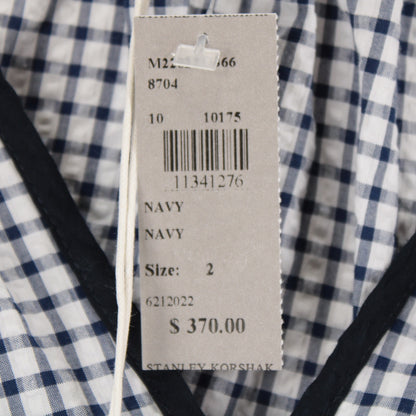 8704
10 10175
11341276
NAVY
NAVY
Size: 2
6212022
$ 370.00
STANLEY KORSHAK